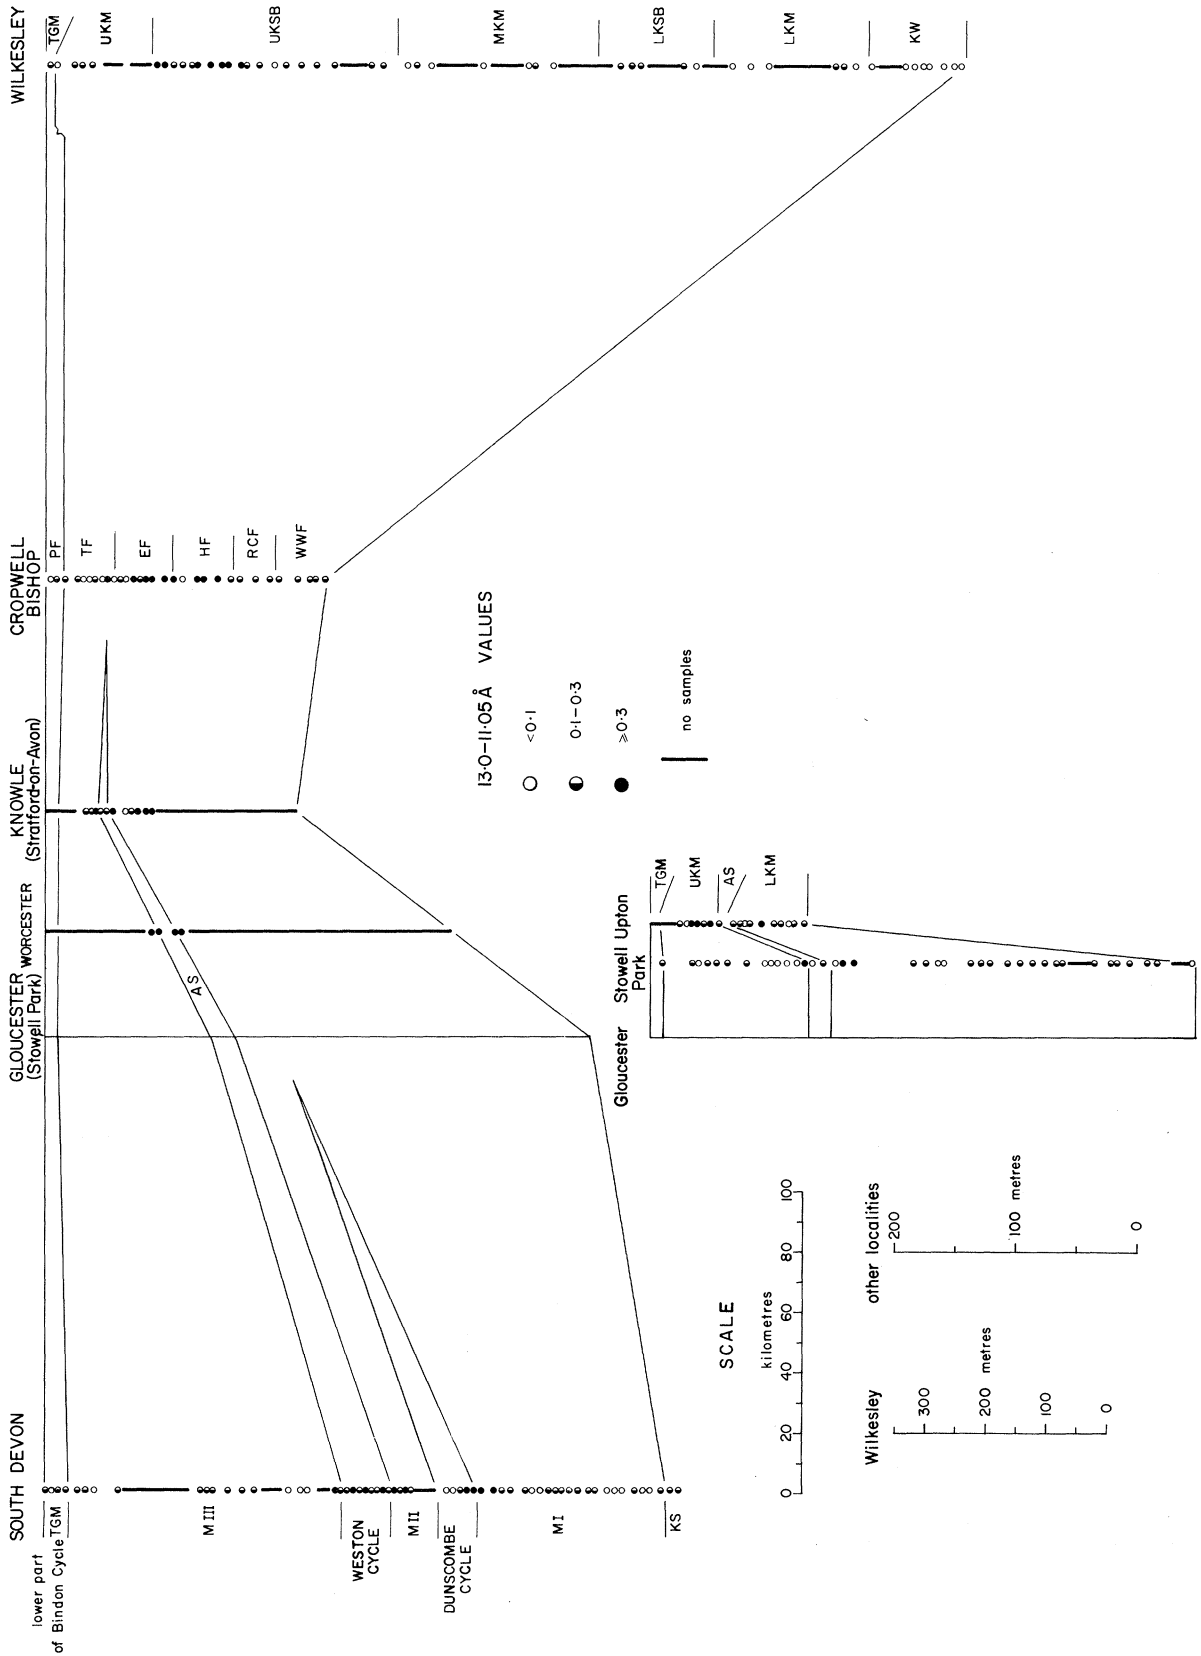 SOUTH DEVON
GLOUCESTER
(Stowell Park)
WORCESTER
KNOWLE
(Stratford-on-Avon)
CROPWELL
BISHOP
WILKESLEY
lower part
of Bindon Cycle
TGM
M III
WESTON
CYCLE
M II
DUNSCOMBE
CYCLE
M I
KS
AS
PF
TF
EF
HF
RCF
WWF
TGM
UKM
UKSB
MKM
LKSB
LKM
KW
13·0–11·05Å VALUES
<0·1
0·1–0·3
⩾0·3
no samples
Gloucester
Stowell
Park
Upton
TGM
UKM
AS
LKM
SCALE
kilometres
0 20 40 60 80 100
Wilkesley
300
200 metres
100
0
other localities
200
100 metres
0